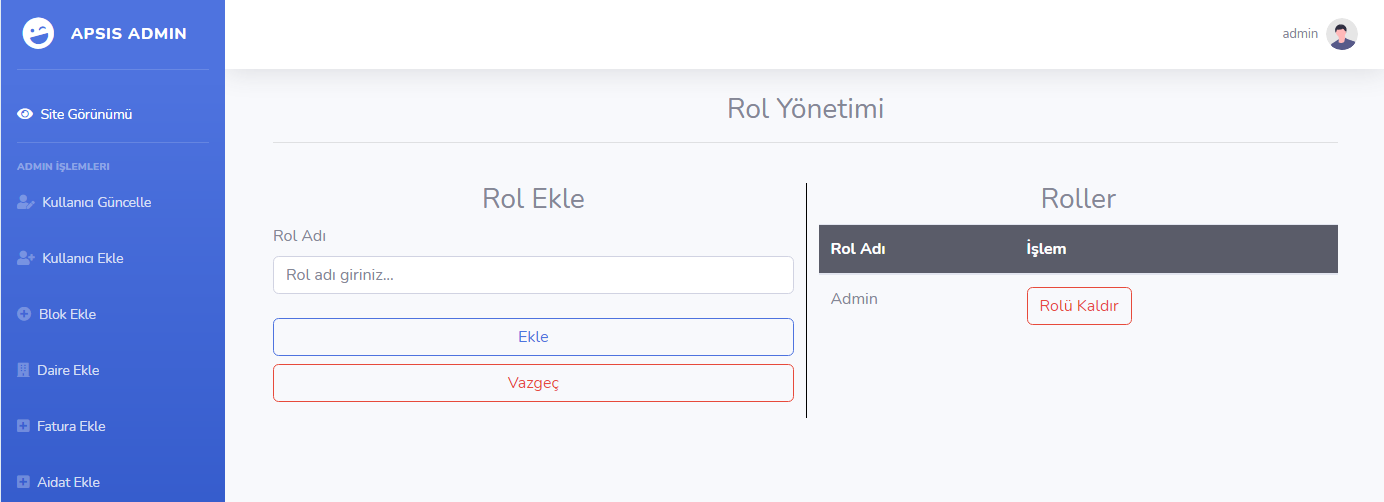 APSIS ADMIN
admin
Site Görünümü
ADMIN İŞLEMLERI
Kullanıcı Güncelle
Kullanıcı Ekle
Blok Ekle
Daire Ekle
Fatura Ekle
Aidat Ekle
Rol Yönetimi
Rol Ekle
Rol Adı
Rol adı giriniz...
Ekle
Vazgeç
Roller
Rol Adı İşlem
Admin Rolü Kaldır